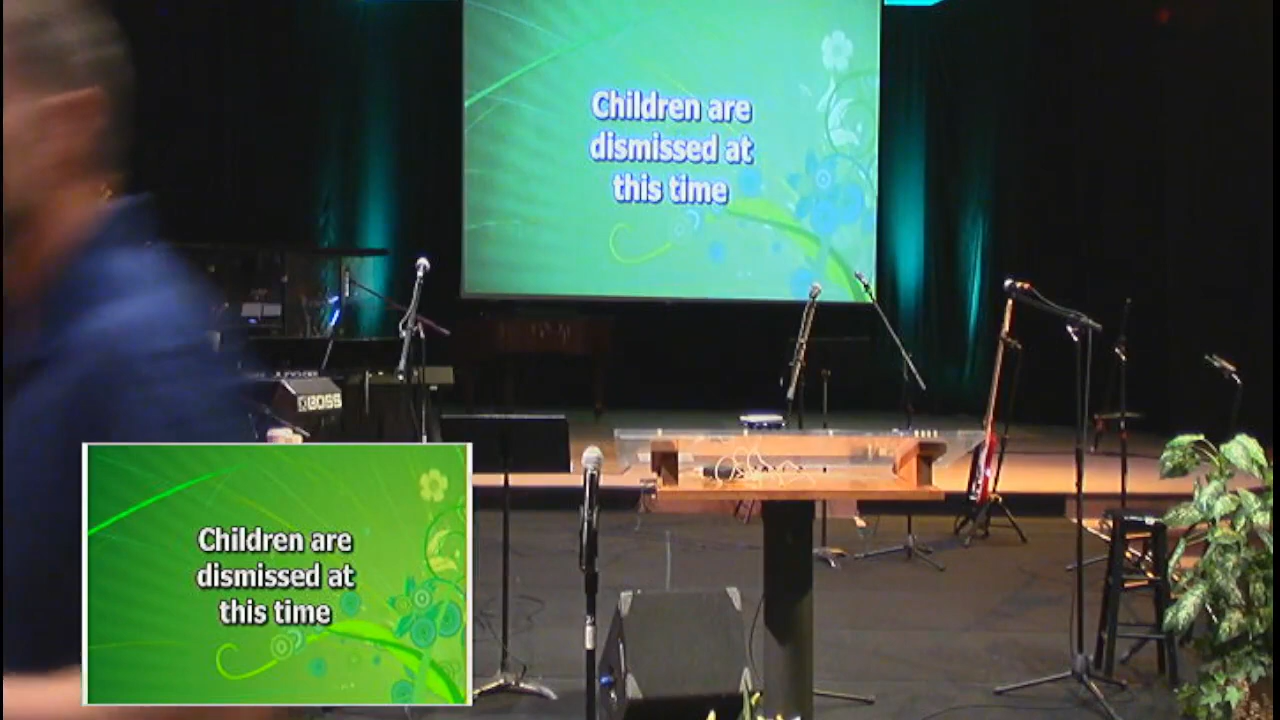 Children are
dismissed at
this time
BOSS
Children are
dismissed at
this time